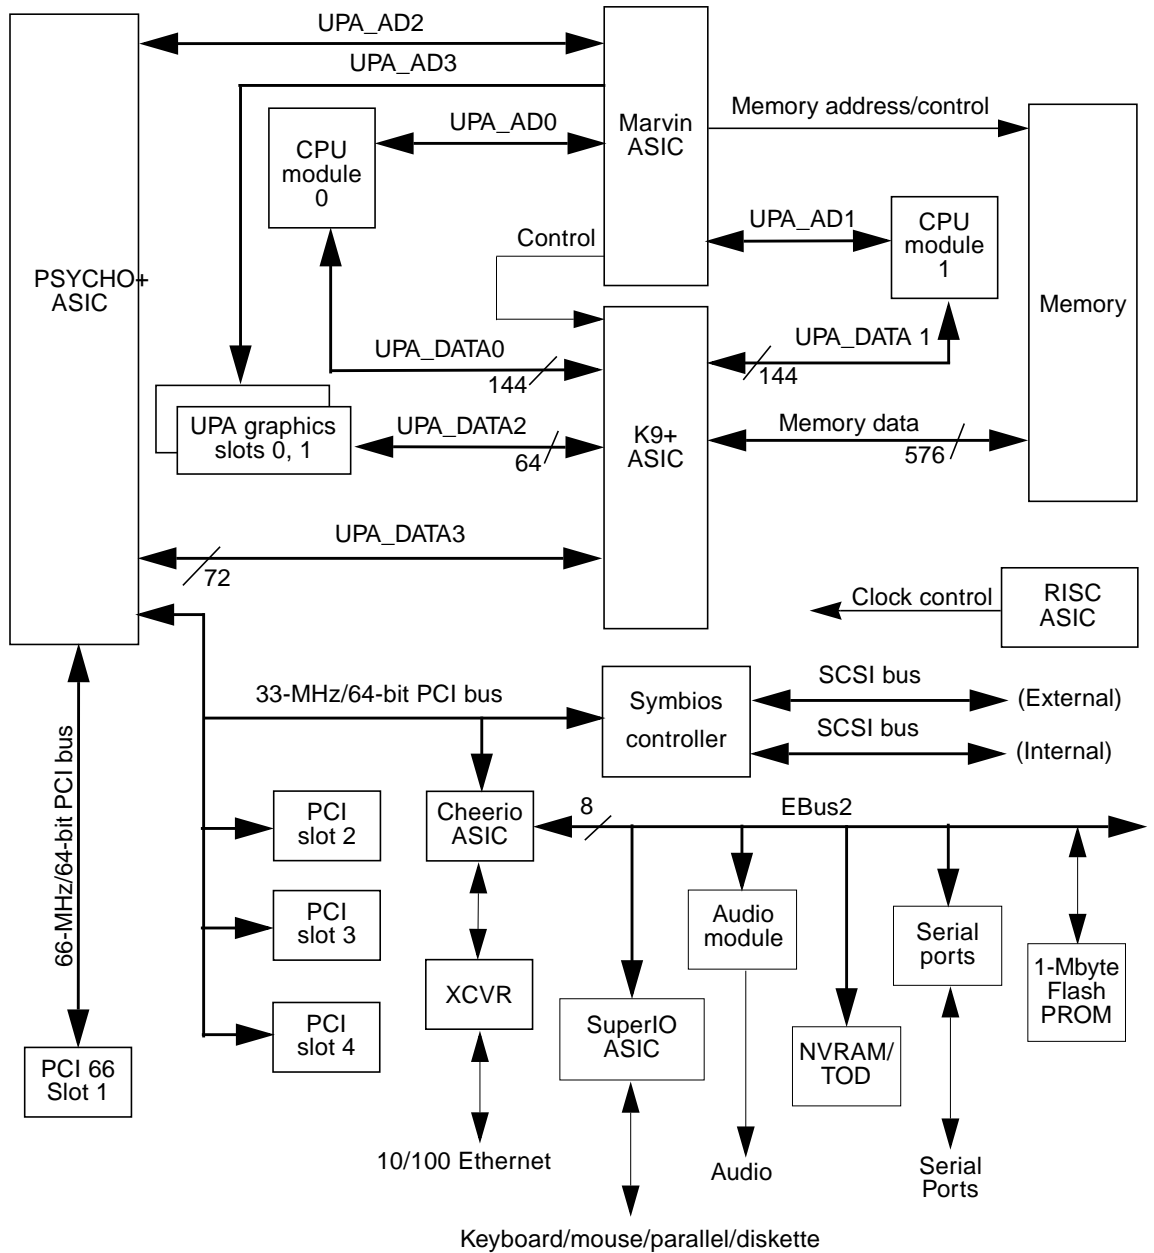 UPA_AD2
UPA_AD3
UPA_AD0
Marvin
ASIC
Memory address/control
CPU
module
0
UPA_AD1
CPU
module
1
Control
PSYCHO+
ASIC
Memory
UPA_DATA0
144
UPA_DATA 1
144
UPA graphics
slots 0, 1
UPA_DATA2
64
K9+
ASIC
Memory data
576
UPA_DATA3
72
Clock control
RISC
ASIC
33-MHz/64-bit PCI bus
Symbios
controller
SCSI bus
(External)
SCSI bus
(Internal)
66-MHz/64-bit PCI bus
PCI
slot 2
Cheerio
ASIC
8
EBus2
PCI
slot 3
Audio
module
Serial
ports
1-Mbyte
Flash
PROM
XCVR
PCI
slot 4
SuperIO
ASIC
NVRAM/
TOD
PCI 66
Slot 1
10/100 Ethernet
Audio
Serial
Ports
Keyboard/mouse/parallel/diskette